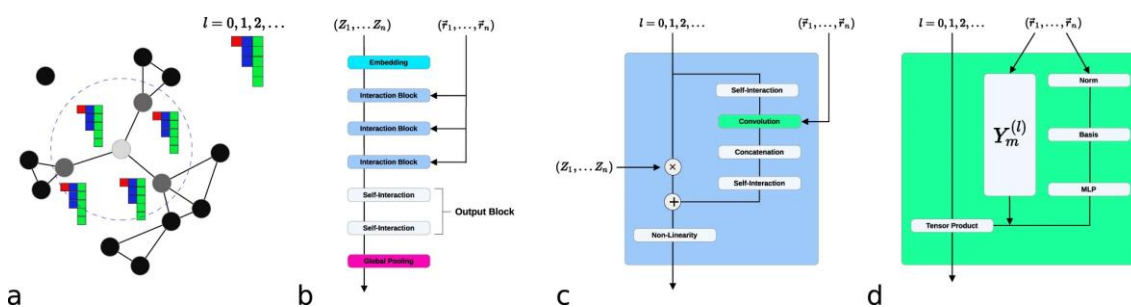 l = 0, 1, 2, . . .
a
(Z₁, . . . Zₙ)
(r⃗₁, . . . , r⃗ₙ)
Embedding
Interaction Block
Interaction Block
Interaction Block
Self-Interaction
Output Block
Self-Interaction
Global Pooling
b
l = 0, 1, 2, . . .
(r⃗₁, . . . , r⃗ₙ)
Self-Interaction
Convolution
Concatenation
(Z₁, . . . Zₙ)
×
Self-Interaction
+
Non-Linearity
c
l = 0, 1, 2, . . .
(r⃗₁, . . . , r⃗ₙ)
Norm
Yₘ⁽ˡ⁾
Basis
MLP
Tensor Product
d